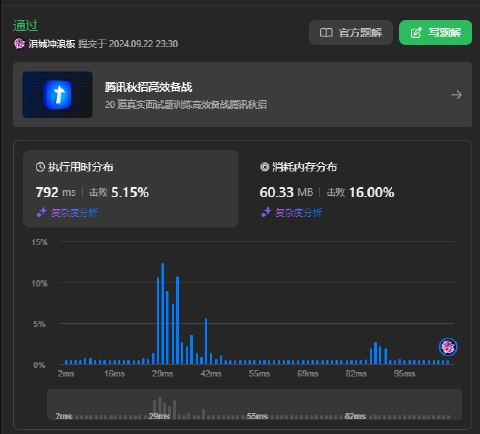 通过
官方题解
写题解
泪城冲浪板 提交于 2024.09.22 23:30
腾讯秋招高效备战
20 道真实面试题训练高效备战腾讯秋招
执行用时分布
792 ms 击败 5.15%
复杂度分析
消耗内存分布
60.33 MB 击败 16.00%
复杂度分析
15%
10%
5%
0%
2ms 16ms 29ms 42ms 55ms 69ms 82ms 95ms
2ms 29ms 55ms 82ms